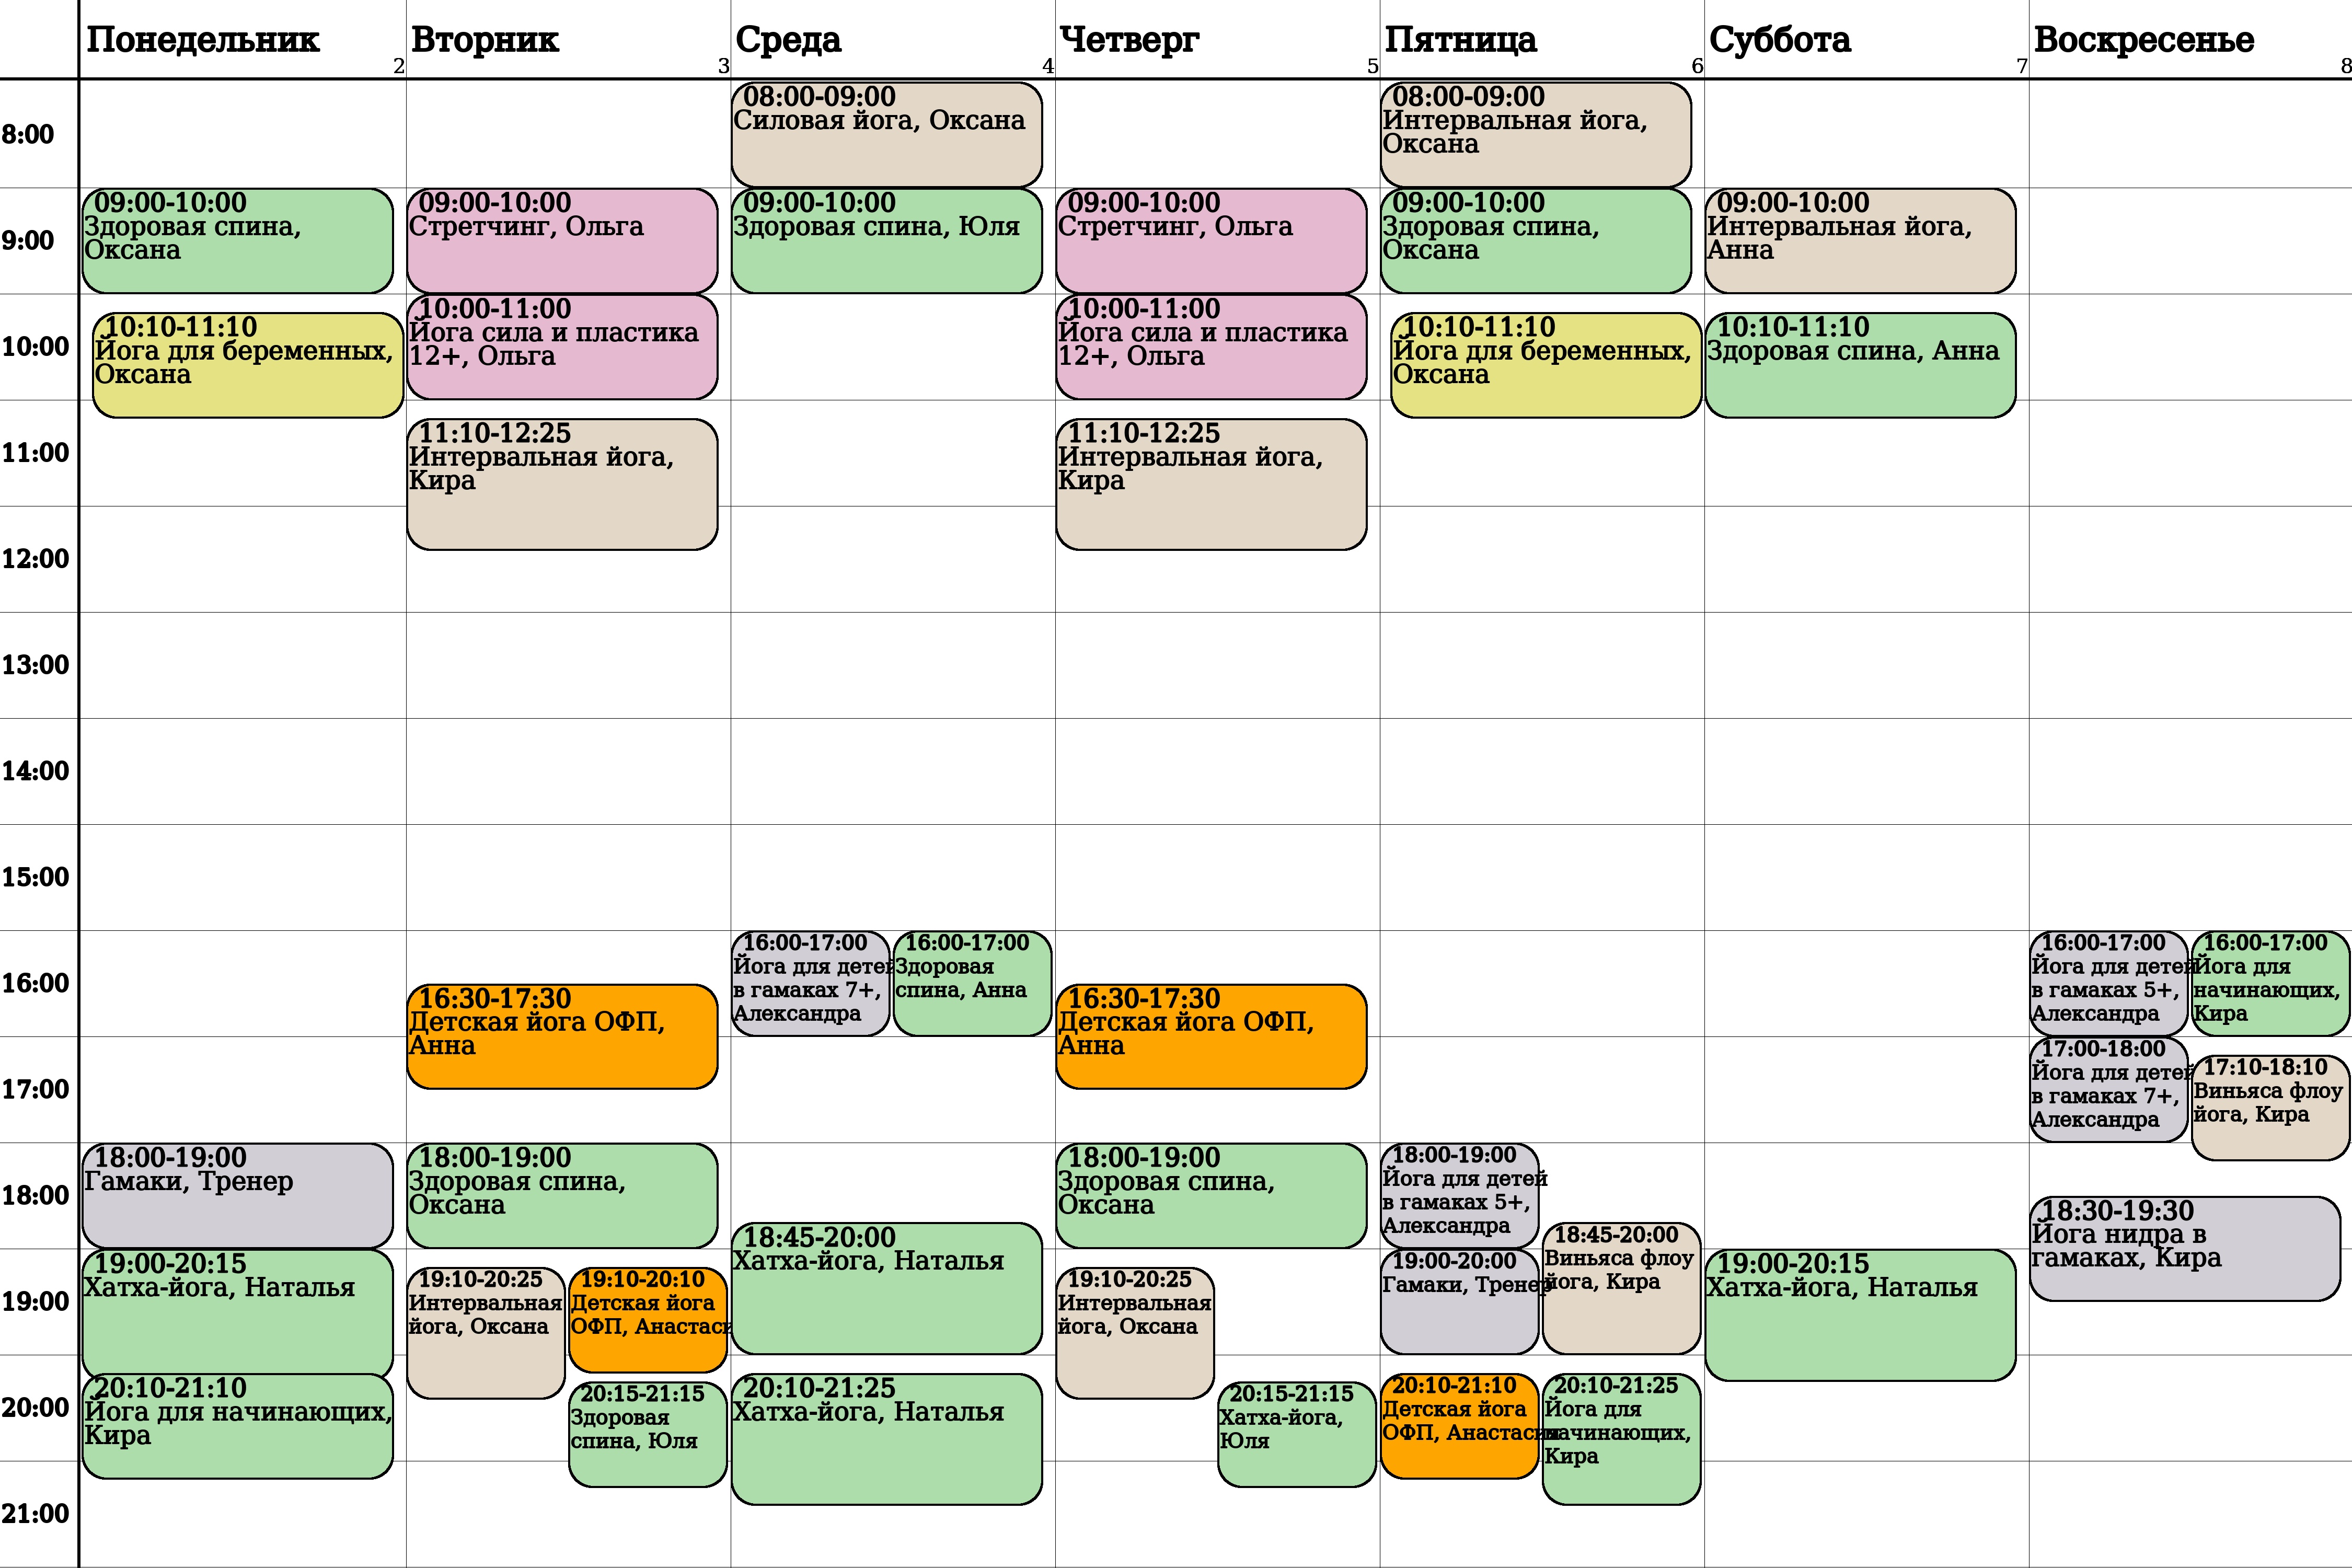 Понедельник
2
Вторник
3
Среда
4
Четверг
5
Пятница
6
Суббота
7
Воскресенье
8
8:00
9:00
10:00
11:00
12:00
13:00
14:00
15:00
16:00
17:00
18:00
19:00
20:00
21:00
09:00-10:00
Здоровая спина,
Оксана
10:10-11:10
Йога для беременных,
Оксана
18:00-19:00
Гамаки, Тренер
19:00-20:15
Хатха-йога, Наталья
20:10-21:10
Йога для начинающих,
Кира
09:00-10:00
Стретчинг, Ольга
10:00-11:00
Йога сила и пластика
12+, Ольга
11:10-12:25
Интервальная йога,
Кира
16:30-17:30
Детская йога ОФП,
Анна
18:00-19:00
Здоровая спина,
Оксана
19:10-20:25
Интервальная
йога, Оксана
19:10-20:10
Детская йога
ОФП, Анастаси
20:15-21:15
Здоровая
спина, Юля
08:00-09:00
Силовая йога, Оксана
09:00-10:00
Здоровая спина, Юля
16:00-17:00
Йога для детей
в гамаках 7+,
Александра
16:00-17:00
Здоровая
спина, Анна
18:45-20:00
Хатха-йога, Наталья
20:10-21:25
Хатха-йога, Наталья
09:00-10:00
Стретчинг, Ольга
10:00-11:00
Йога сила и пластика
12+, Ольга
11:10-12:25
Интервальная йога,
Кира
16:30-17:30
Детская йога ОФП,
Анна
18:00-19:00
Здоровая спина,
Оксана
19:10-20:25
Интервальная
йога, Оксана
20:15-21:15
Хатха-йога,
Юля
08:00-09:00
Интервальная йога,
Оксана
09:00-10:00
Здоровая спина,
Оксана
10:10-11:10
Йога для беременных,
Оксана
18:00-19:00
Йога для детей
в гамаках 5+,
Александра
18:45-20:00
Виньяса флоу
йога, Кира
19:00-20:00
Гамаки, Тренер
20:10-21:10
Детская йога
ОФП, Анастасия
20:10-21:25
Йога для
начинающих,
Кира
09:00-10:00
Интервальная йога,
Анна
10:10-11:10
Здоровая спина, Анна
19:00-20:15
Хатха-йога, Наталья
16:00-17:00
Йога для детей
в гамаках 5+,
Александра
16:00-17:00
Йога для
начинающих,
Кира
17:00-18:00
Йога для детей
в гамаках 7+,
Александра
17:10-18:10
Виньяса флоу
йога, Кира
18:30-19:30
Йога нидра в
гамаках, Кира